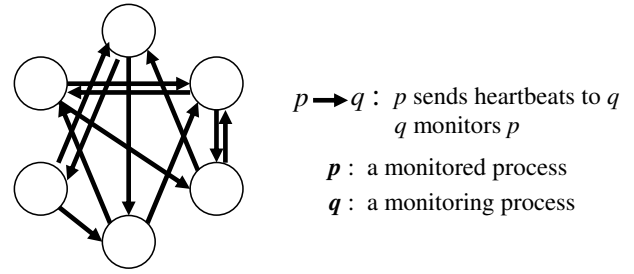 p → q : p sends heartbeats to q
q monitors p
p : a monitored process
q : a monitoring process